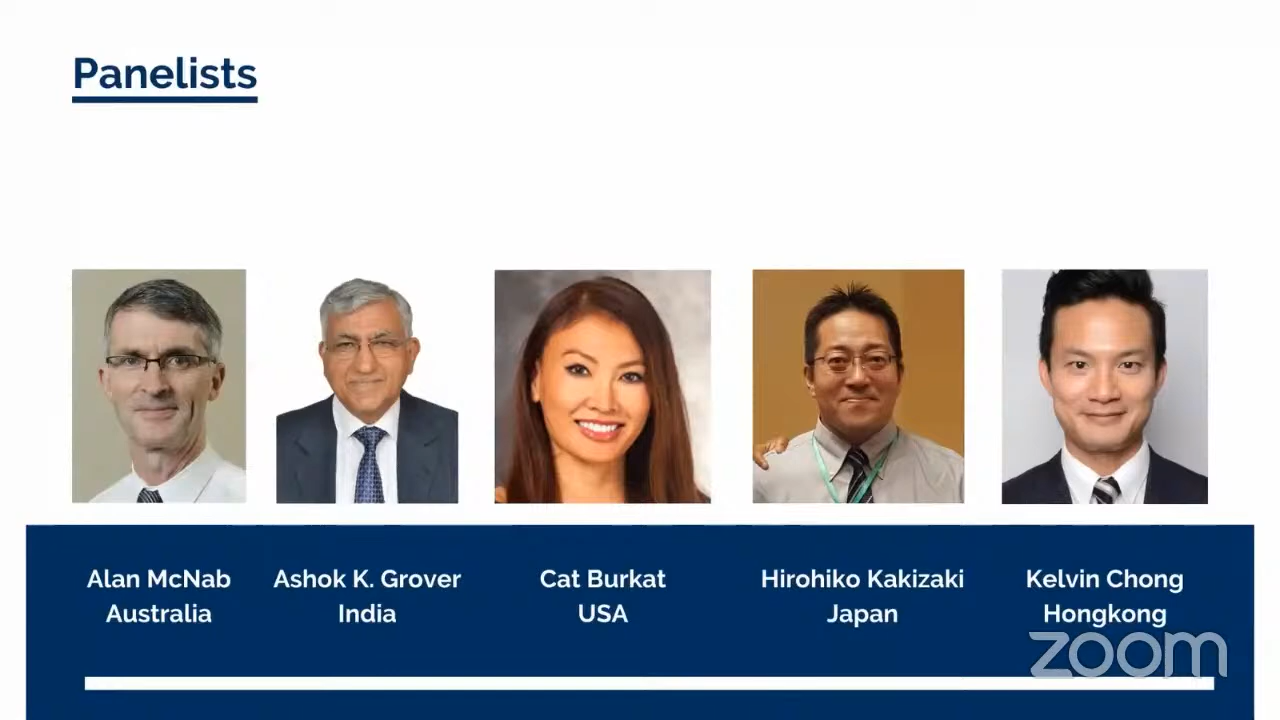 Panelists
Alan McNab
Australia
Ashok K. Grover
India
Cat Burkat
USA
Hirohiko Kakizaki
Japan
Kelvin Chong
Hongkong
zoom